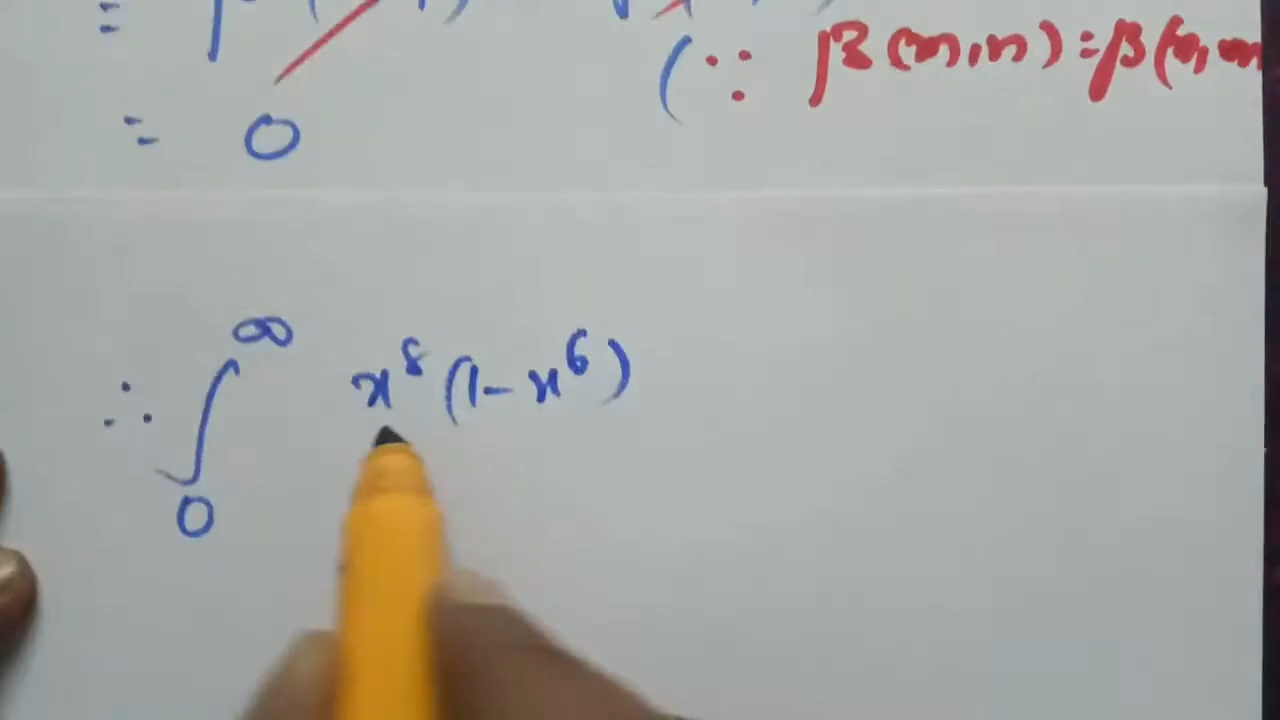 (∵ β(m,n)=β(n,m
= 0
∴ ∫₀^∞ x⁸(1-x⁶)